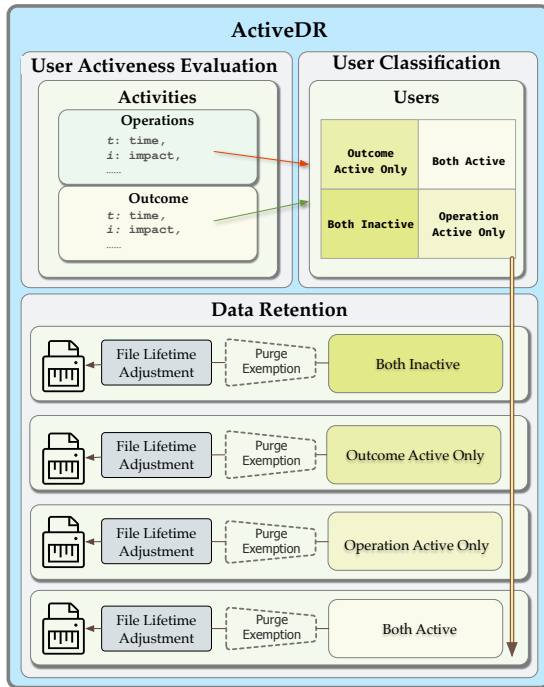 ActiveDR
User Activeness Evaluation
Activities
Operations
t: time,
i: impact,
......
Outcome
t: time,
i: impact,
......
User Classification
Users
Outcome
Active Only
Both Active
Both Inactive
Operation
Active Only
Data Retention
File Lifetime
Adjustment
Purge
Exemption
Both Inactive
File Lifetime
Adjustment
Purge
Exemption
Outcome Active Only
File Lifetime
Adjustment
Purge
Exemption
Operation Active Only
File Lifetime
Adjustment
Purge
Exemption
Both Active